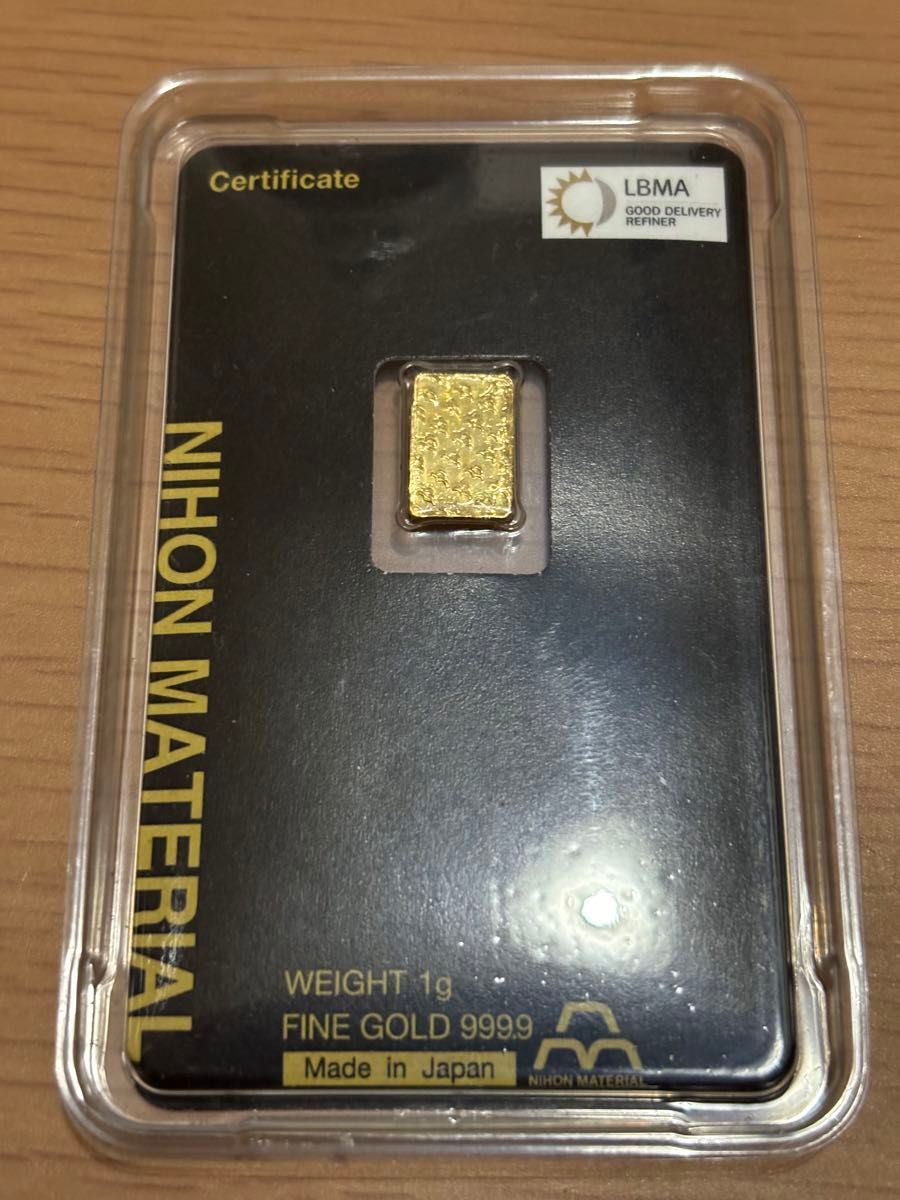 Certificate
LBMA
GOOD DELIVERY
REFINER
NIHON MATERIAL
WEIGHT 1g
FINE GOLD 999.9
Made in Japan
NIHON MATERIAL